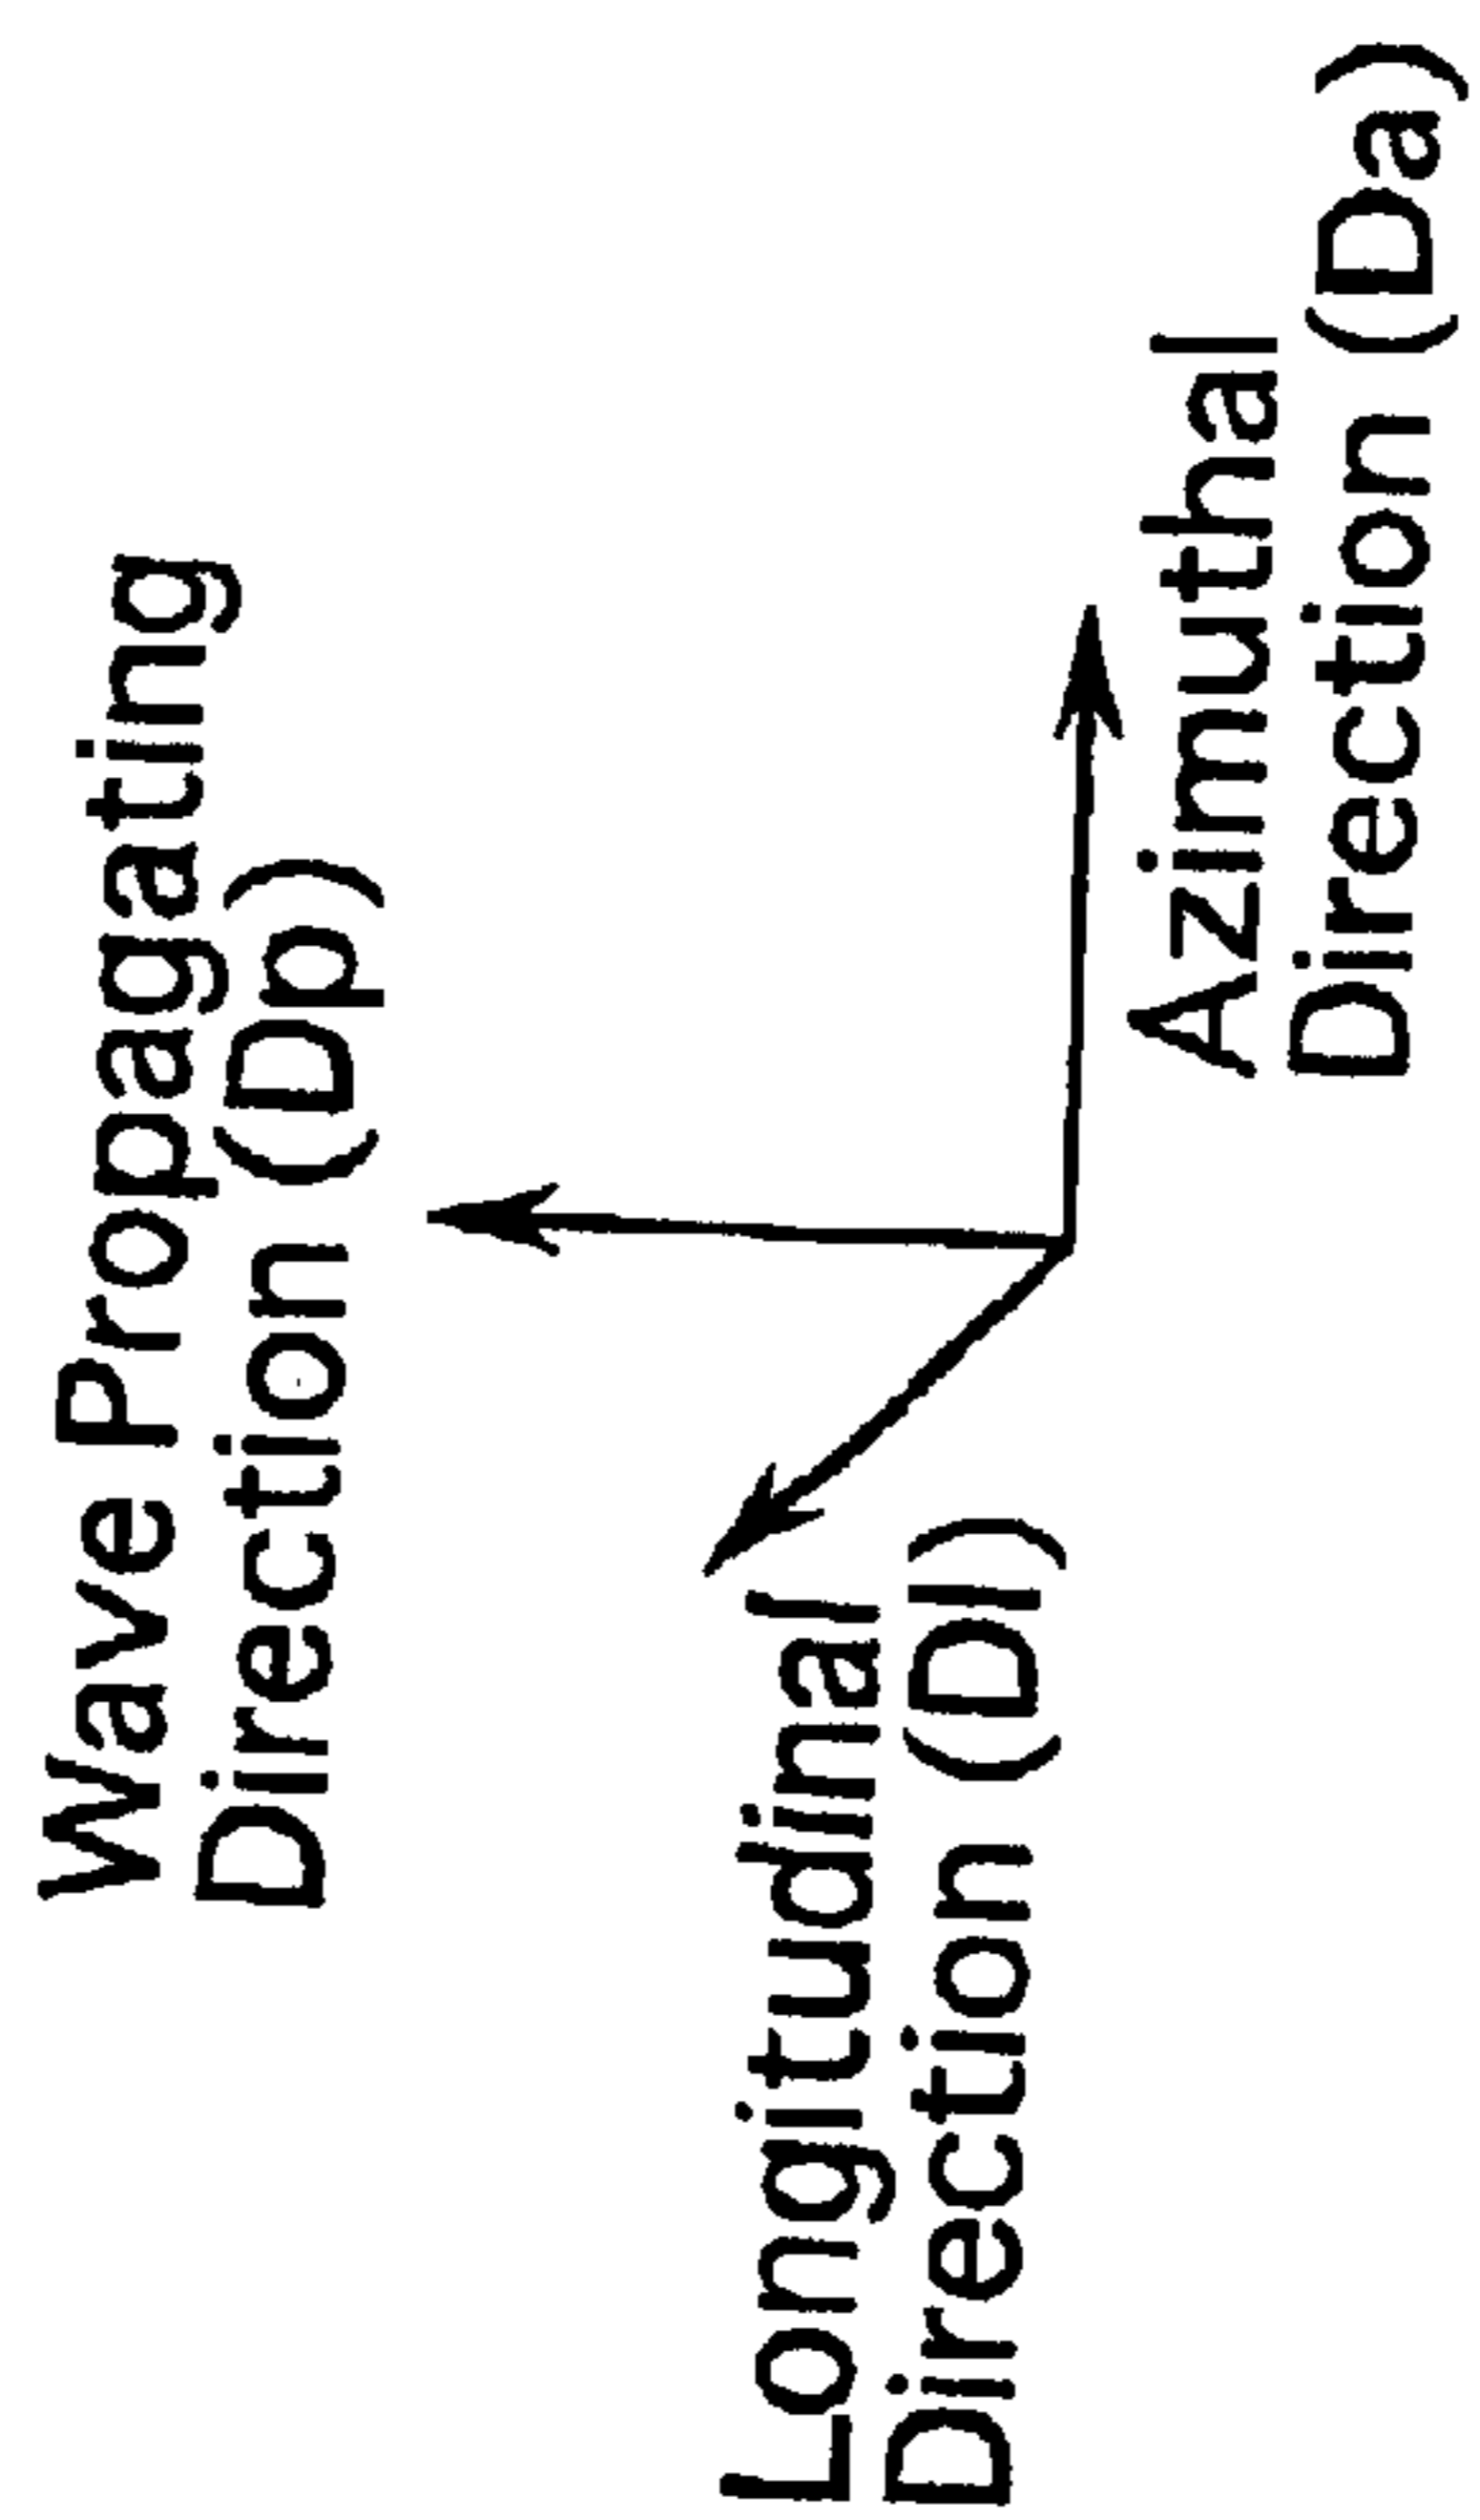 Wave Propagating
Direction (Dp)
Longitudinal
Direction (Dl)
Azimuthal
Direction (Da)